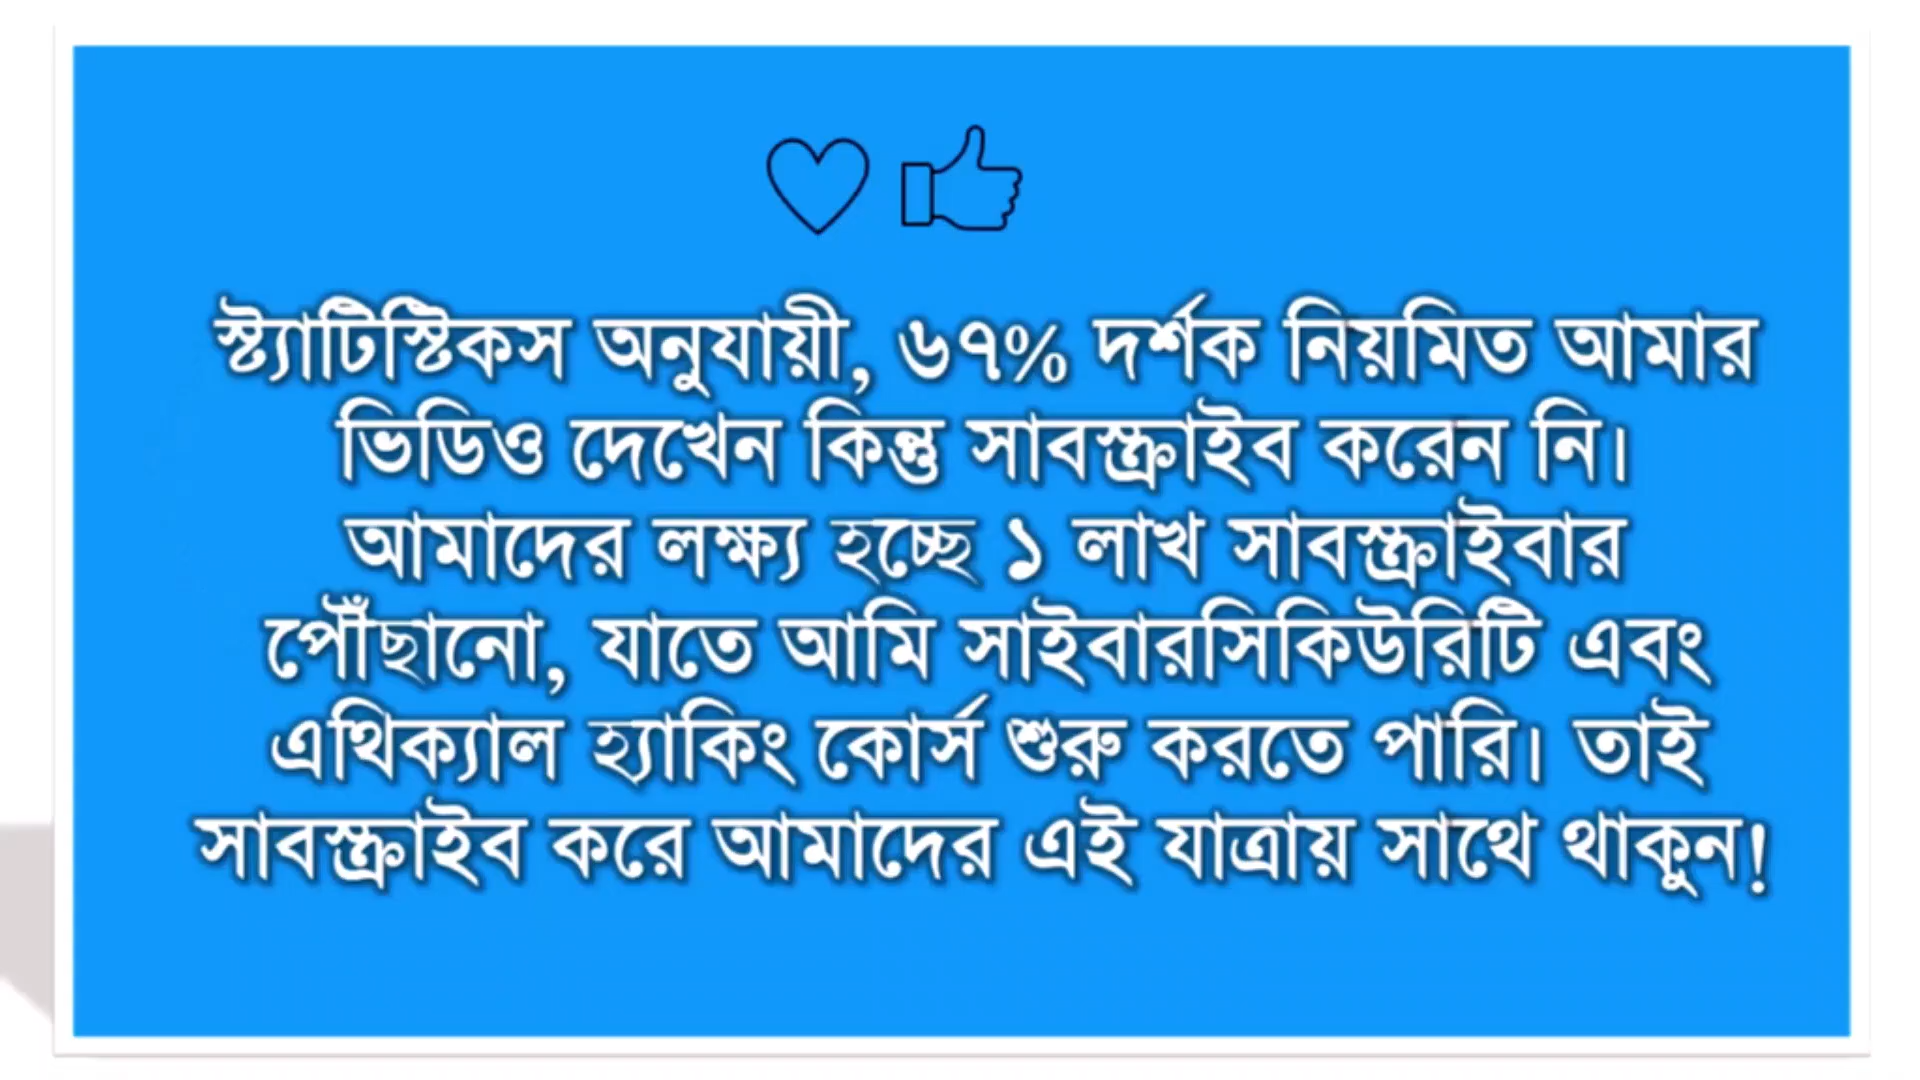 স্ট্যাটিস্টিকস অনুযায়ী, ৬৭% দর্শক নিয়মিত আমার
ভিডিও দেখেন কিন্তু সাবস্ক্রাইব করেন নি।
আমাদের লক্ষ্য হচ্ছে ১ লাখ সাবস্ক্রাইবার
পৌঁছানো, যাতে আমি সাইবারসিকিউরিটি এবং
এথিক্যাল হ্যাকিং কোর্স শুরু করতে পারি। তাই
সাবস্ক্রাইব করে আমাদের এই যাত্রায় সাথে থাকুন!